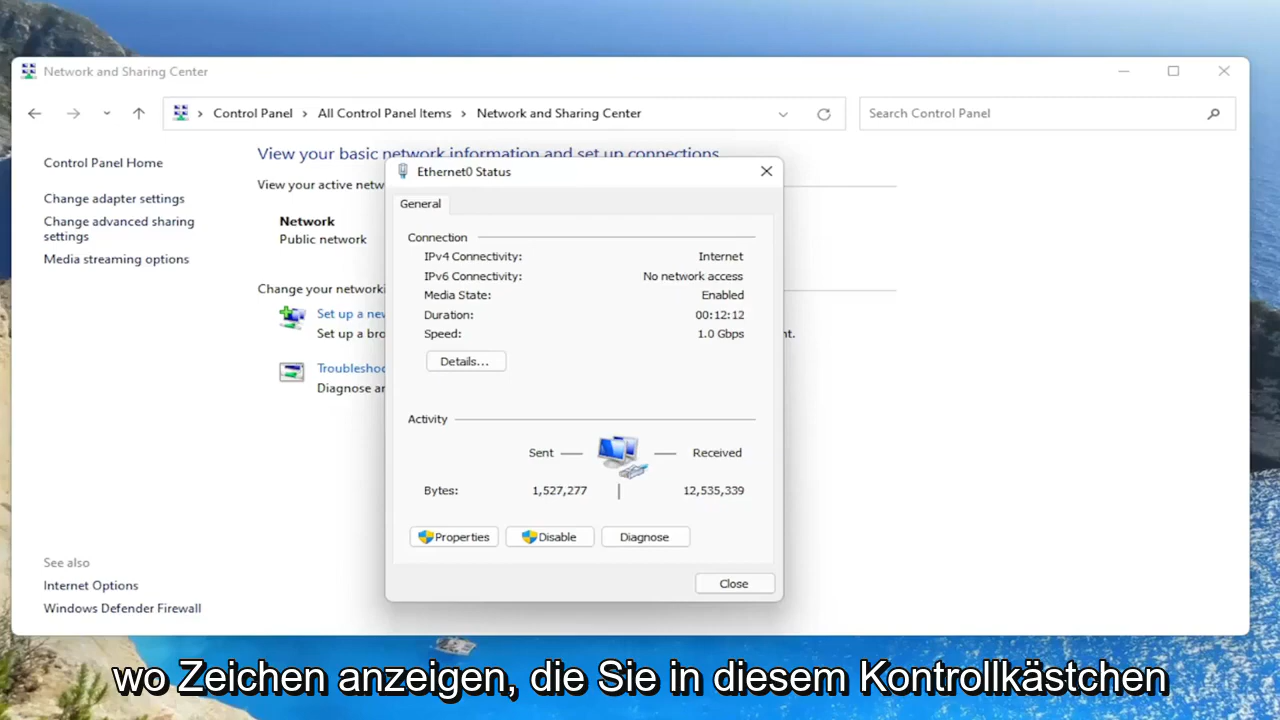 Network and Sharing Center
Control Panel
All Control Panel Items
Network and Sharing Center
Search Control Panel
Control Panel Home
Change adapter settings
Change advanced sharing
settings
Media streaming options
See also
Internet Options
Windows Defender Firewall
View your basic network information and set up connections
View your active netw
Network
Public network
Change your networki
Set up a new
Set up a bro
nt.
Troubleshoo
Diagnose an
Ethernet0 Status
General
Connection
IPv4 Connectivity: Internet
IPv6 Connectivity: No network access
Media State: Enabled
Duration: 00:12:12
Speed: 1.0 Gbps
Details...
Activity
Sent Received
Bytes: 1,527,277 12,535,339
Properties Disable Diagnose
Close
wo Zeichen anzeigen, die Sie in diesem Kontrollkästchen